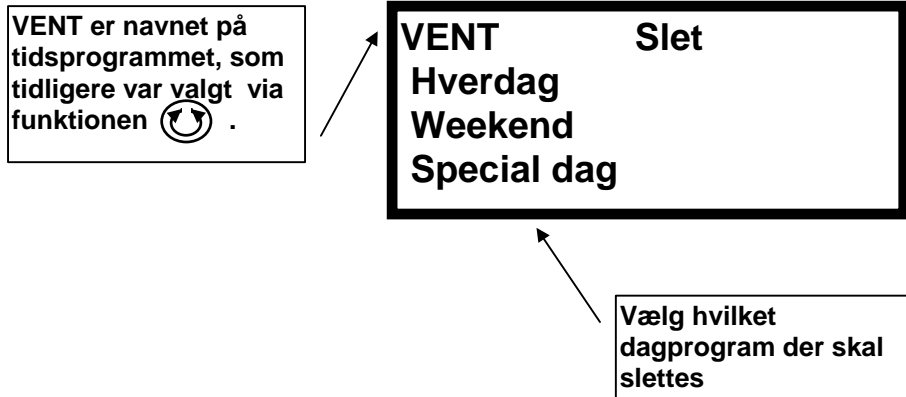 VENT er navnet på
tidsprogrammet, som
tidligere var valgt via
funktionen .
VENT Slet
Hverdag
Weekend
Special dag
Vælg hvilket
dagprogram der skal
slettes